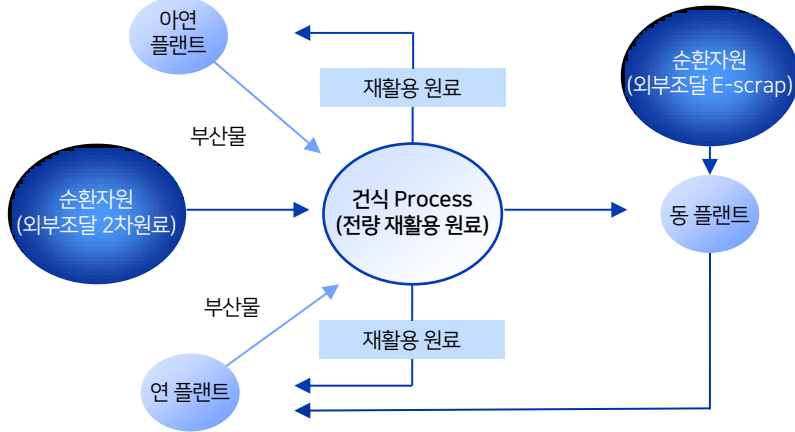 아연
플랜트
재활용 원료
순환자원
(외부조달 E-scrap)
부산물
순환자원
(외부조달 2차원료)
건식 Process
(전량 재활용 원료)
동 플랜트
부산물
재활용 원료
연 플랜트